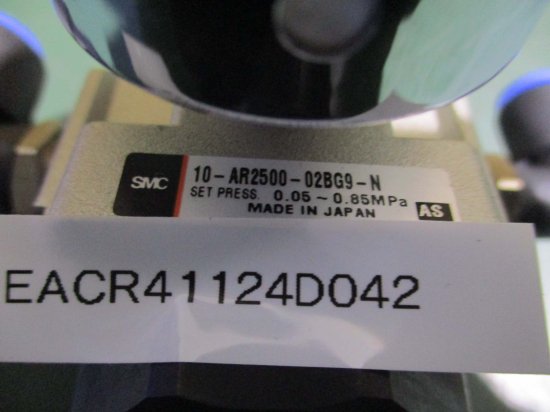 SMC
10-AR2500-02BG9-N
SET PRESS. 0.05~0.85MPa
MADE IN JAPAN AS
EACR41124D042